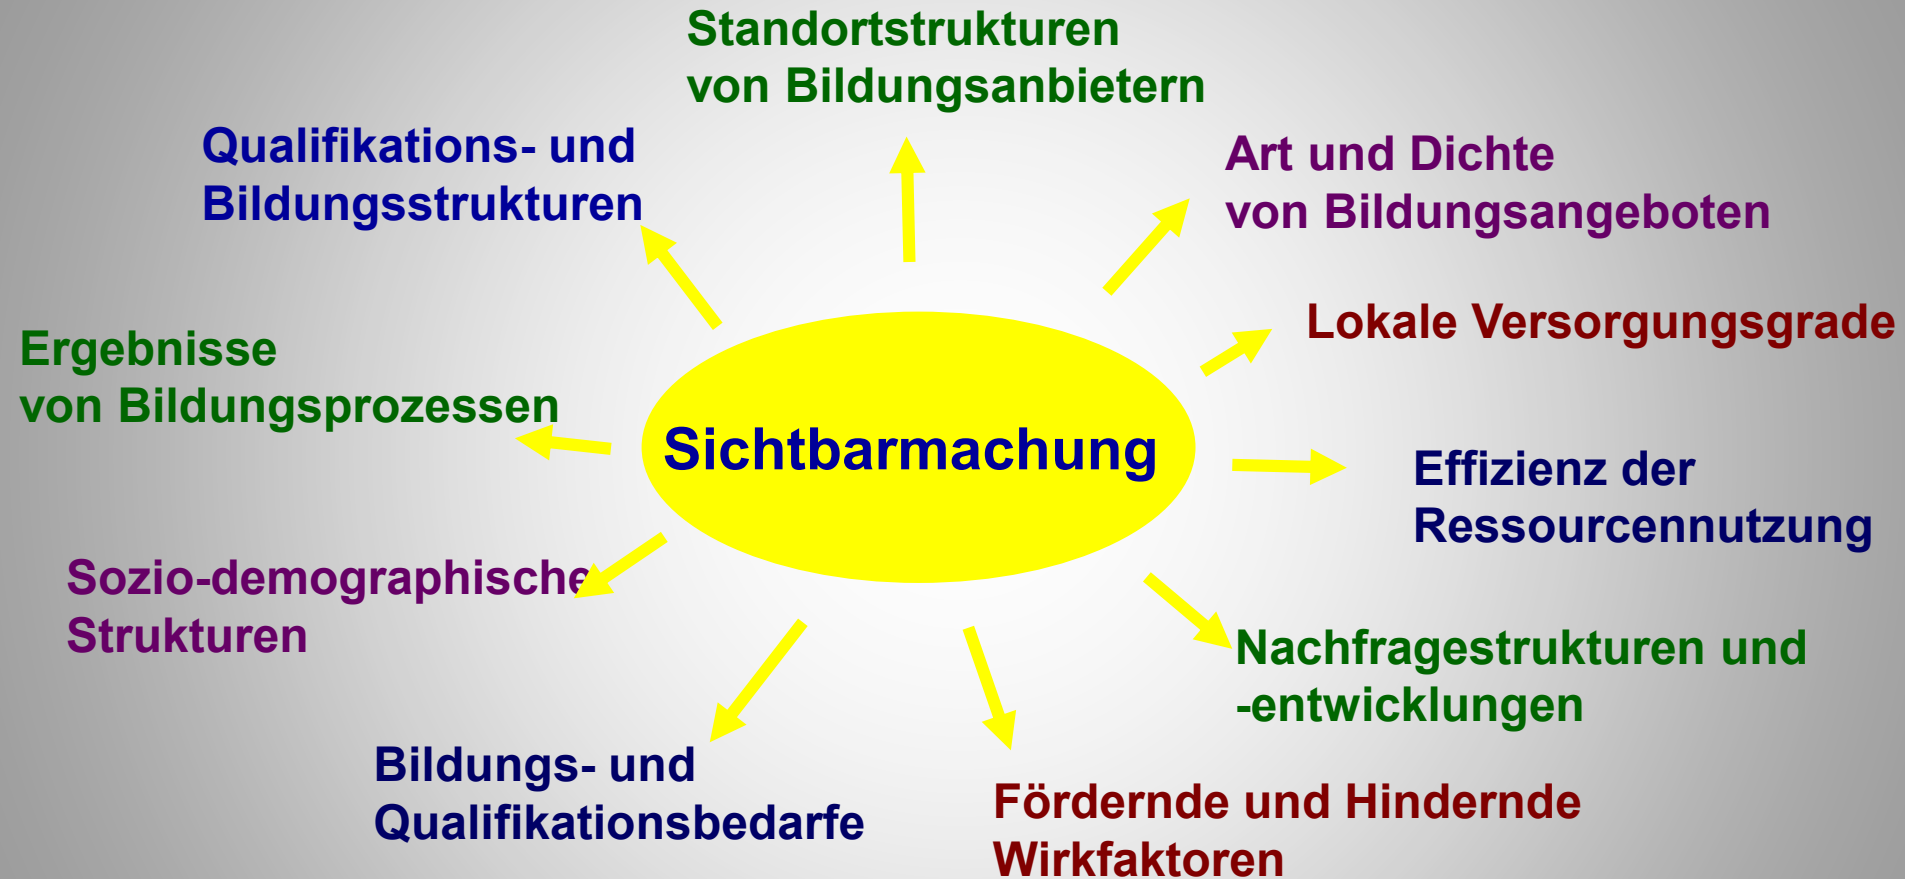 Standortstrukturen
von Bildungsanbietern
Qualifikations- und
Bildungsstrukturen
Art und Dichte
von Bildungsangeboten
Lokale Versorgungsgrade
Ergebnisse
von Bildungsprozessen
Sichtbarmachung
Effizienz der
Ressourcennutzung
Sozio-demographische
Strukturen
Nachfragestrukturen und
-entwicklungen
Bildungs- und
Qualifikationsbedarfe
Fördernde und Hindernde
Wirkfaktoren